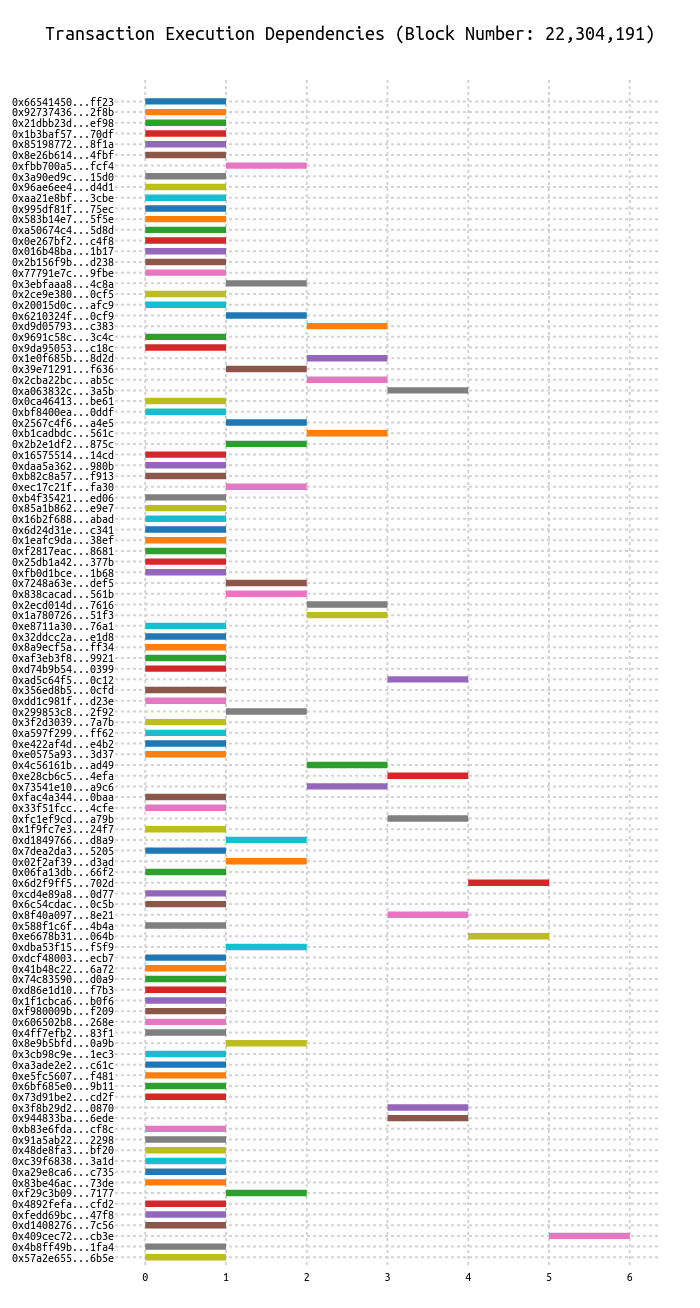 Transaction Execution Dependencies (Block Number: 22,304,191)
0x66541450...ff23
0x92737436...2f8b
0x21dbb23d...ef98
0x1b3baf57...70df
0x85198772...8f1a
0x8e26b614...4fbf
0xfbb700a5...fcf4
0x3a90ed9c...15d0
0x96ae6ee4...d4d1
0xaa21e8bf...3cbe
0x995df81f...75ec
0x583b14e7...5f5e
0xa50674c4...5d8d
0x0e267bf2...c4f8
0x016b48ba...1b17
0x2b156f9b...d238
0x77791e7c...9fbe
0x3ebfaaa8...4c8a
0x2ce9e380...0cf5
0x20015d0c...afc9
0x6210324f...0cf9
0xd9d05793...c383
0x9691c58c...3c4c
0x9da95053...c18c
0x1e0f685b...8d2d
0x39e71291...f636
0x2cba22bc...ab5c
0xa063832c...3a5b
0x0ca46413...be61
0xbf8400ea...0ddf
0x2567c4f6...a4e5
0xb1cadbdc...561c
0x2b2e1df2...875c
0x16575514...14cd
0xdaa5a362...980b
0xb82c8a57...f913
0xec17c21f...fa30
0xb4f35421...ed06
0x85a1b862...e9e7
0x16b2f688...abad
0x6d24d31e...c341
0x1eafc9da...38ef
0xf2817eac...8681
0x25db1a42...377b
0xfb0d1bce...1b68
0x7248a63e...def5
0x838cacad...561b
0x2ecd014d...7616
0x1a780726...51f3
0xe8711a30...76a1
0x32ddcc2a...e1d8
0x8a9ecf5a...ff34
0xaf3eb3f8...9921
0xd74b9b54...0399
0xad5c64f5...0c12
0x356ed8b5...0cfd
0xdd1c981f...d23e
0x299853c8...2f92
0x3f2d3039...7a7b
0xa597f299...ff62
0xe422af4d...e4b2
0xe0575a93...3d37
0x4c56161b...ad49
0xe28cb6c5...4efa
0x73541e10...a9c6
0xfac4a344...0baa
0x33f51fcc...4cfe
0xfc1ef9cd...a79b
0x1f9fc7e3...24f7
0xd1849766...d8a9
0x7dea2da3...5205
0x02f2af39...d3ad
0x06fa13db...66f2
0x6d2f9ff5...702d
0xcd4e89a8...0d77
0x6c54cdac...0c5b
0x8f40a097...8e21
0x588f1c6f...4b4a
0xe6678b31...064b
0xdba53f15...f5f9
0xdcf48003...ecb7
0x41b48c22...6a72
0x74c83590...d0a9
0xd86e1d10...f7b3
0x1f1cbca6...b0f6
0xf980009b...f209
0x606502b8...268e
0x4ff7efb2...83f1
0x8e9b5bfd...0a9b
0x3cb98c9e...1ec3
0xa3ade2e2...c61c
0xe5fc5607...f481
0x6bf685e0...9b11
0x73d91be2...cd2f
0x3f8b29d2...0870
0x944833ba...6ede
0xb83e6fda...cf8c
0x91a5ab22...2298
0x48de8fa3...bf20
0xc39f6838...3a1d
0xa29e8ca6...c735
0x83be46ac...73de
0xf29c3b09...7177
0x4892fefa...cfd2
0xfedd69bc...47f8
0xd1408276...7c56
0x409cec72...cb3e
0x4b8ff49b...1fa4
0x57a2e655...6b5e
0 1 2 3 4 5 6